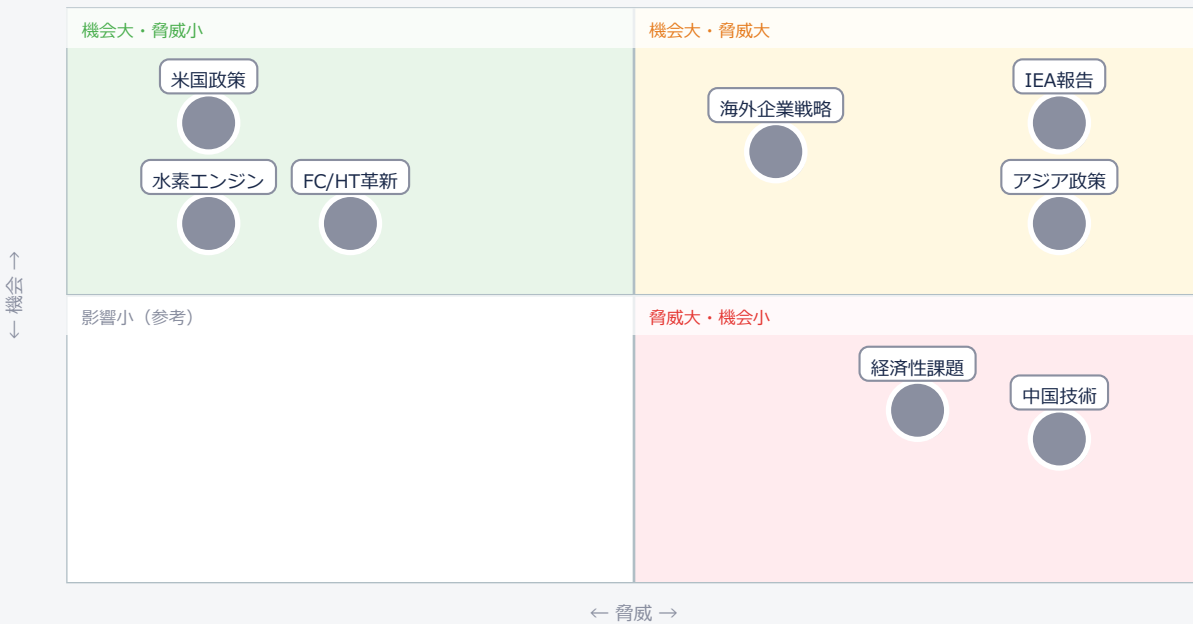 機会大・脅威小
機会大・脅威大
米国政策
IEA報告
海外企業戦略
水素エンジン
FC/HT革新
アジア政策
← 機会 →
影響小（参考）
脅威大・機会小
経済性課題
中国技術
← 脅威 →